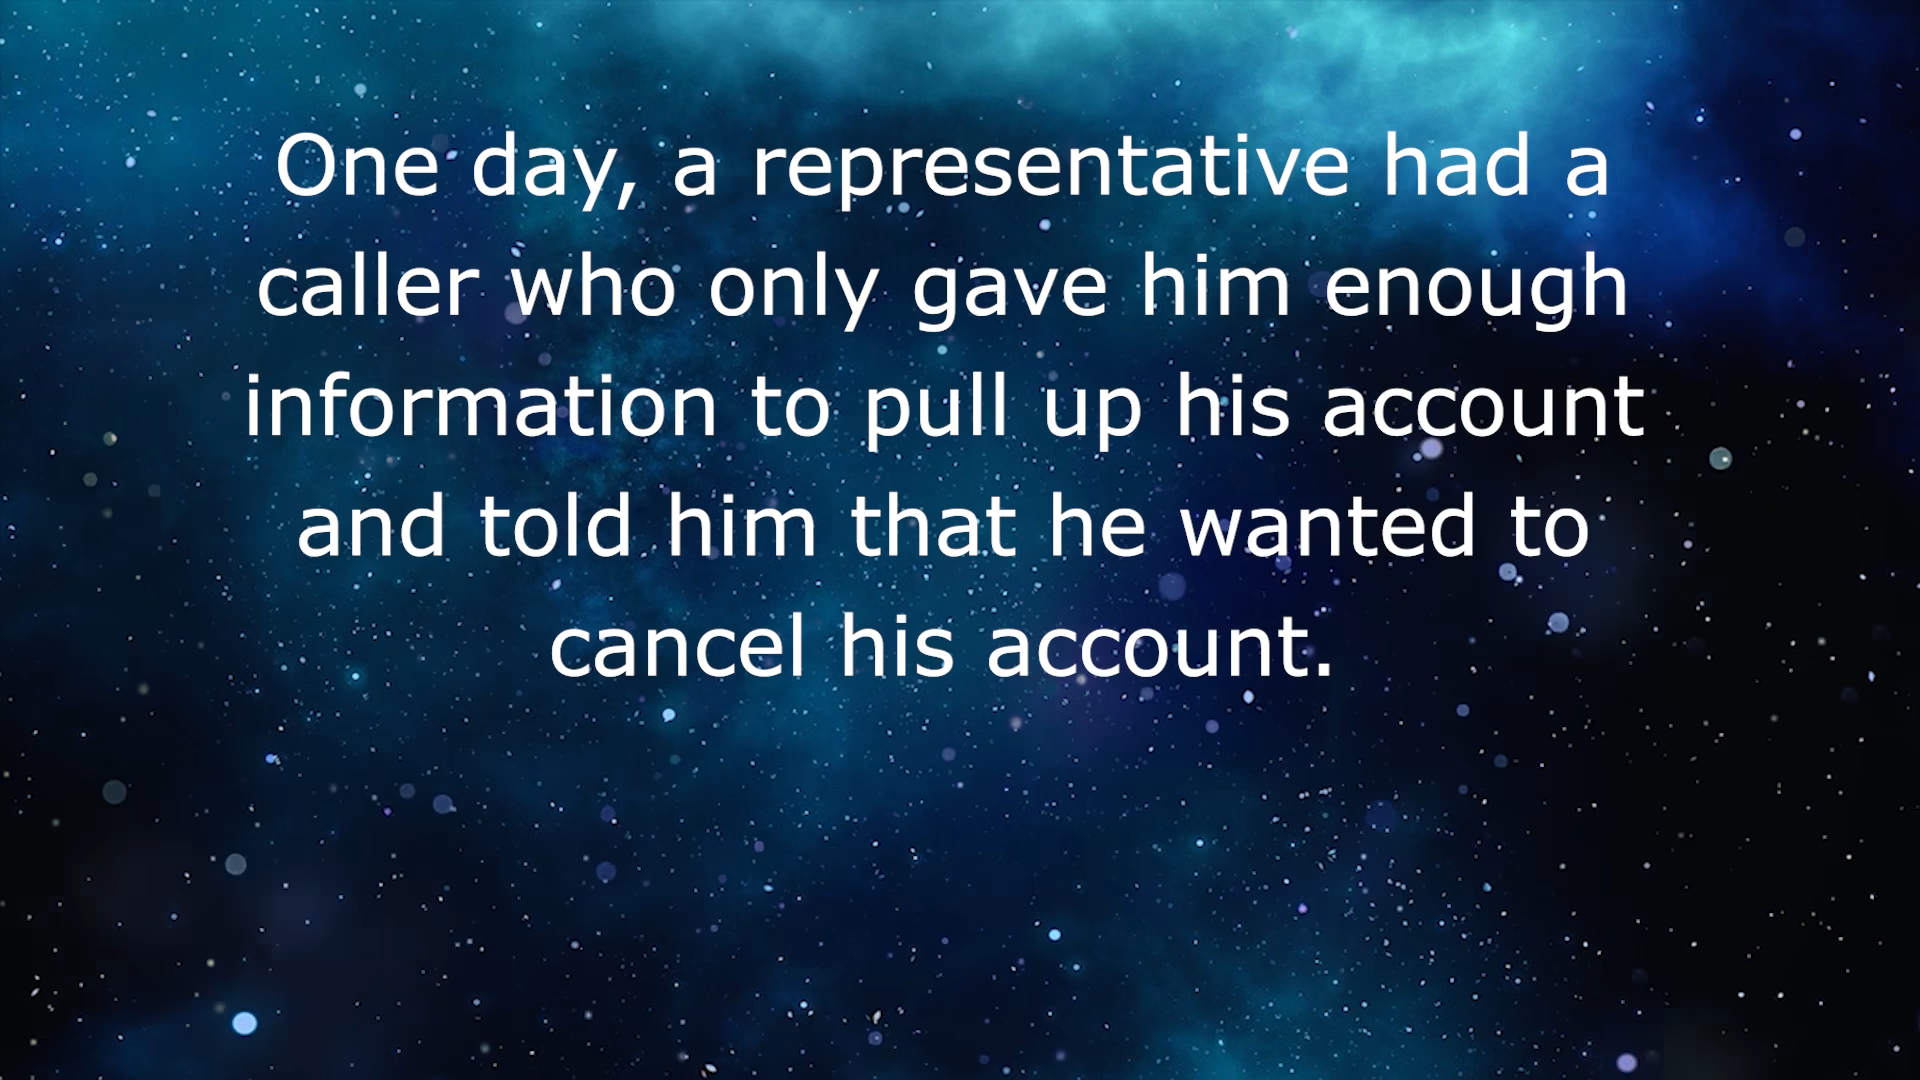 One day, a representative had a
caller who only gave him enough
information to pull up his account
and told him that he wanted to
cancel his account.